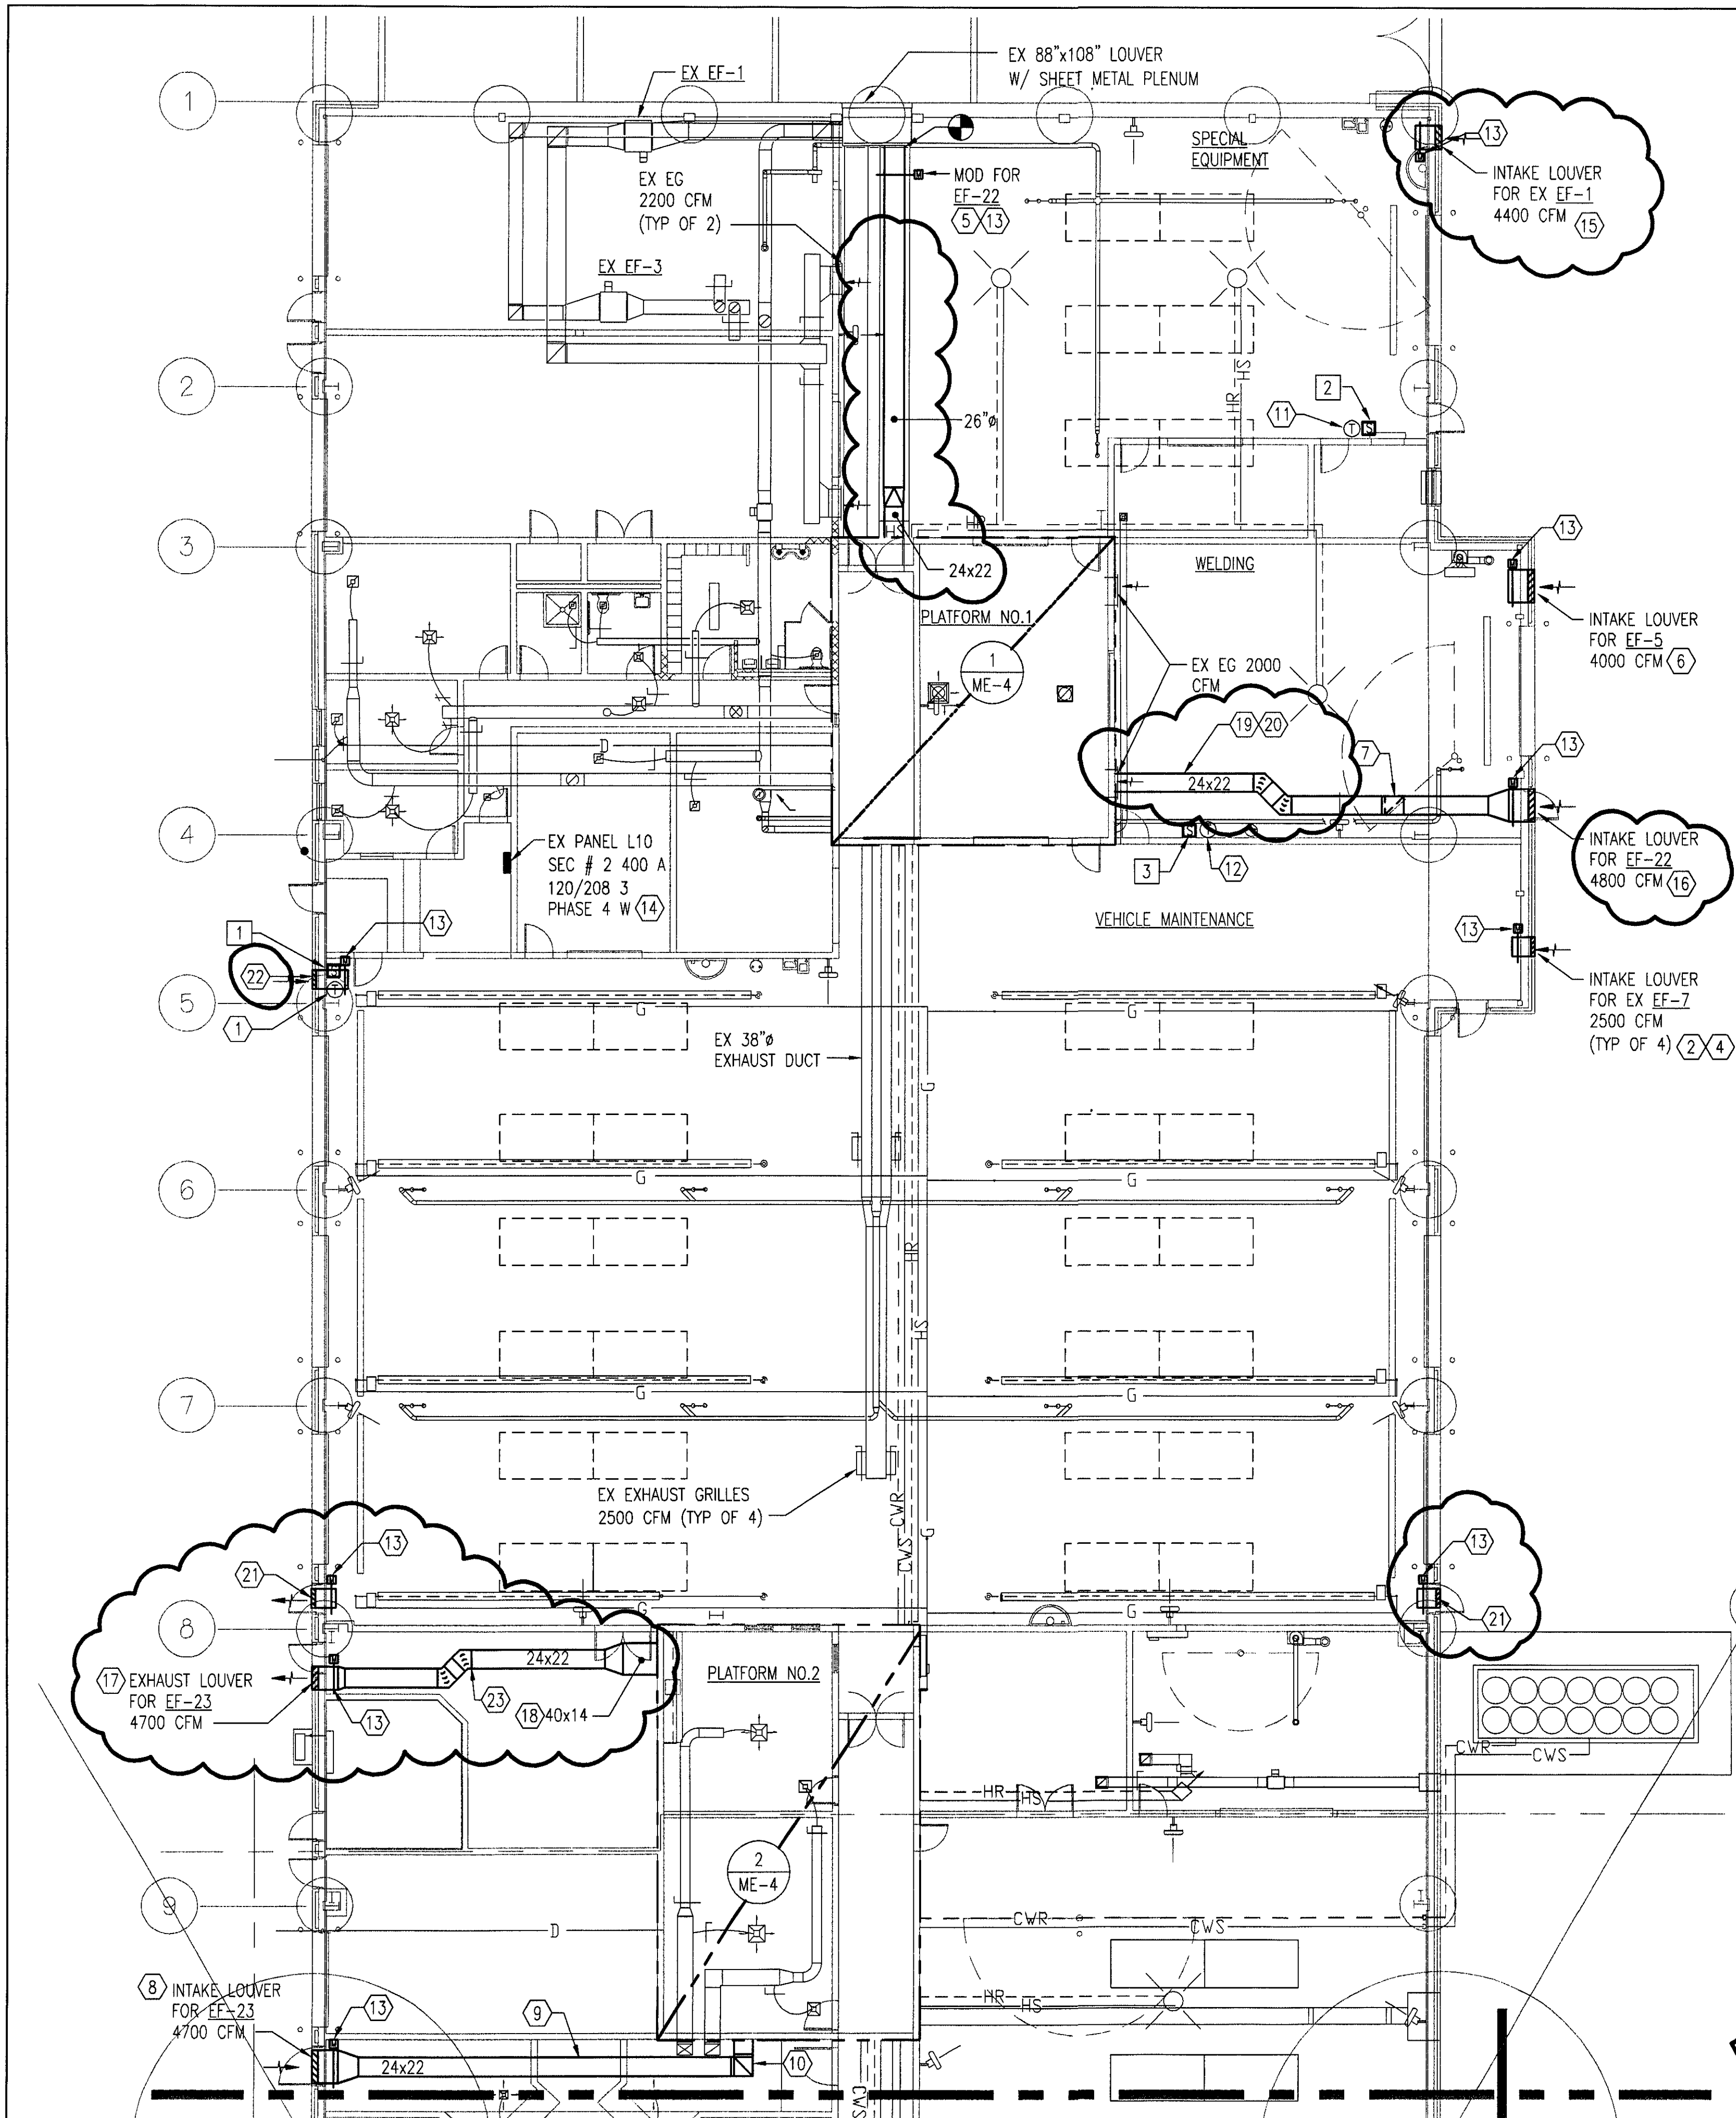 1
EX EF-1
EX 88"x108" LOUVER
W/ SHEET METAL PLENUM
SPECIAL
EQUIPMENT
13
INTAKE LOUVER
FOR EX EF-1
4400 CFM 15
EX EG
2200 CFM
(TYP OF 2)
MOD FOR
EF-22
5 13
EX EF-3
2
HS
HR
2
11
T
S
26"ø
3
HR
13
24x22
WELDING
PLATFORM NO.1
INTAKE LOUVER
FOR EF-5
4000 CFM 6
1
ME-4
EX EG 2000
CFM
19 20
7
13
24x22
D
4
EX PANEL L10
SEC # 2 400 A
120/208 3
PHASE 4 W 14
INTAKE LOUVER
FOR EF-22
4800 CFM 16
S
T
3
12
VEHICLE MAINTENANCE
1
13
13
22
T
5
1
INTAKE LOUVER
FOR EX EF-7
2500 CFM
(TYP OF 4) 2 4
G
G
EX 38"ø
EXHAUST DUCT
G
6
G
G
HR
HS
7
G
G
EX EXHAUST GRILLES
2500 CFM (TYP OF 4)
CWR
CWS
G
13
13
21
21
8
G
G
24x22
PLATFORM NO.2
17 EXHAUST LOUVER
FOR EF-23
4700 CFM
13
23
18 40x14
CWR
CWS
HR
HS
2
ME-4
9
D
CWR
CWS
8 INTAKE LOUVER
FOR EF-23
4700 CFM
13
9
HR
HS
24x22
10
CWS